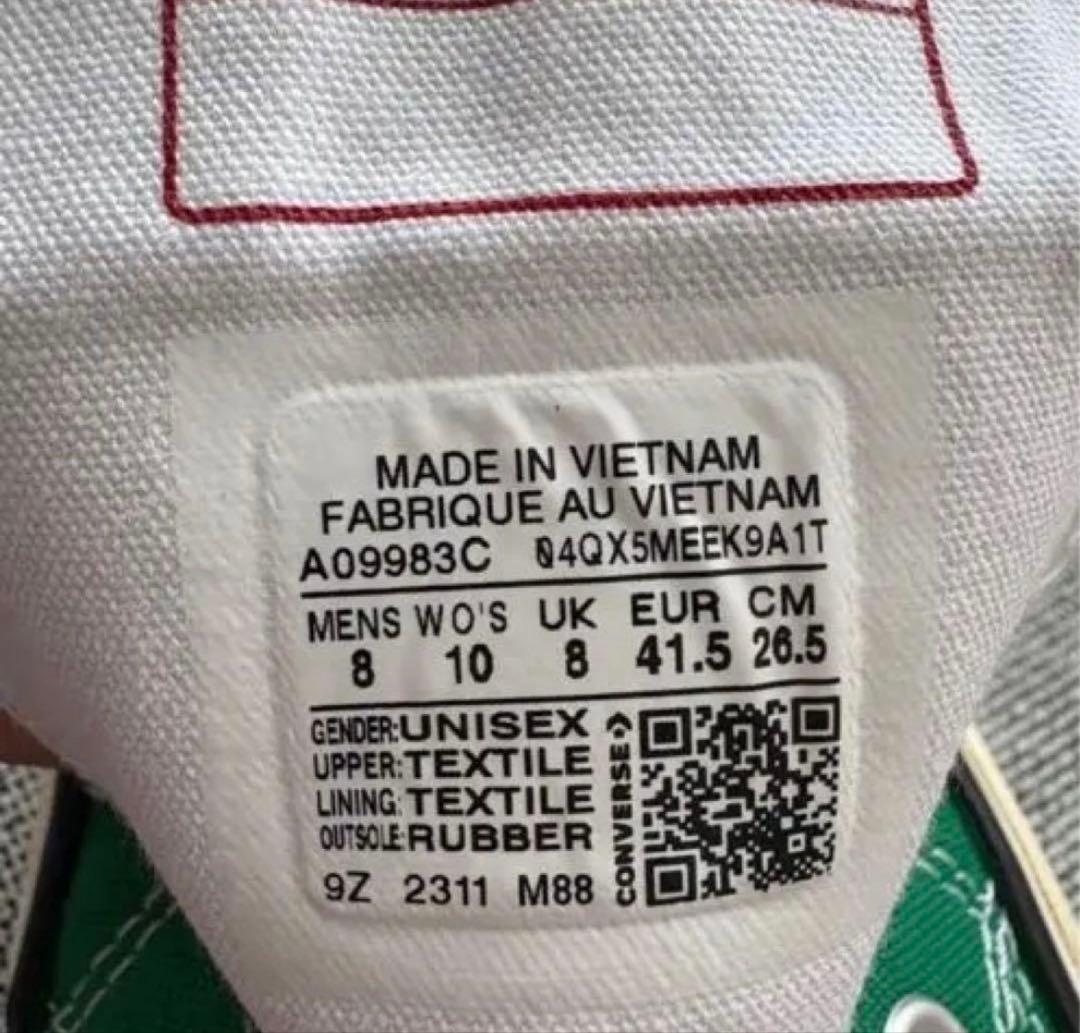 MADE IN VIETNAM
FABRIQUE AU VIETNAM
A09983C 04QX5MEEK9A1T
MENS WO'S UK EUR CM
8 10 8 41.5 26.5
GENDER:UNISEX
UPPER:TEXTILE
LINING:TEXTILE
OUTSOLE:RUBBER
9Z 2311 M88
CONVERSE